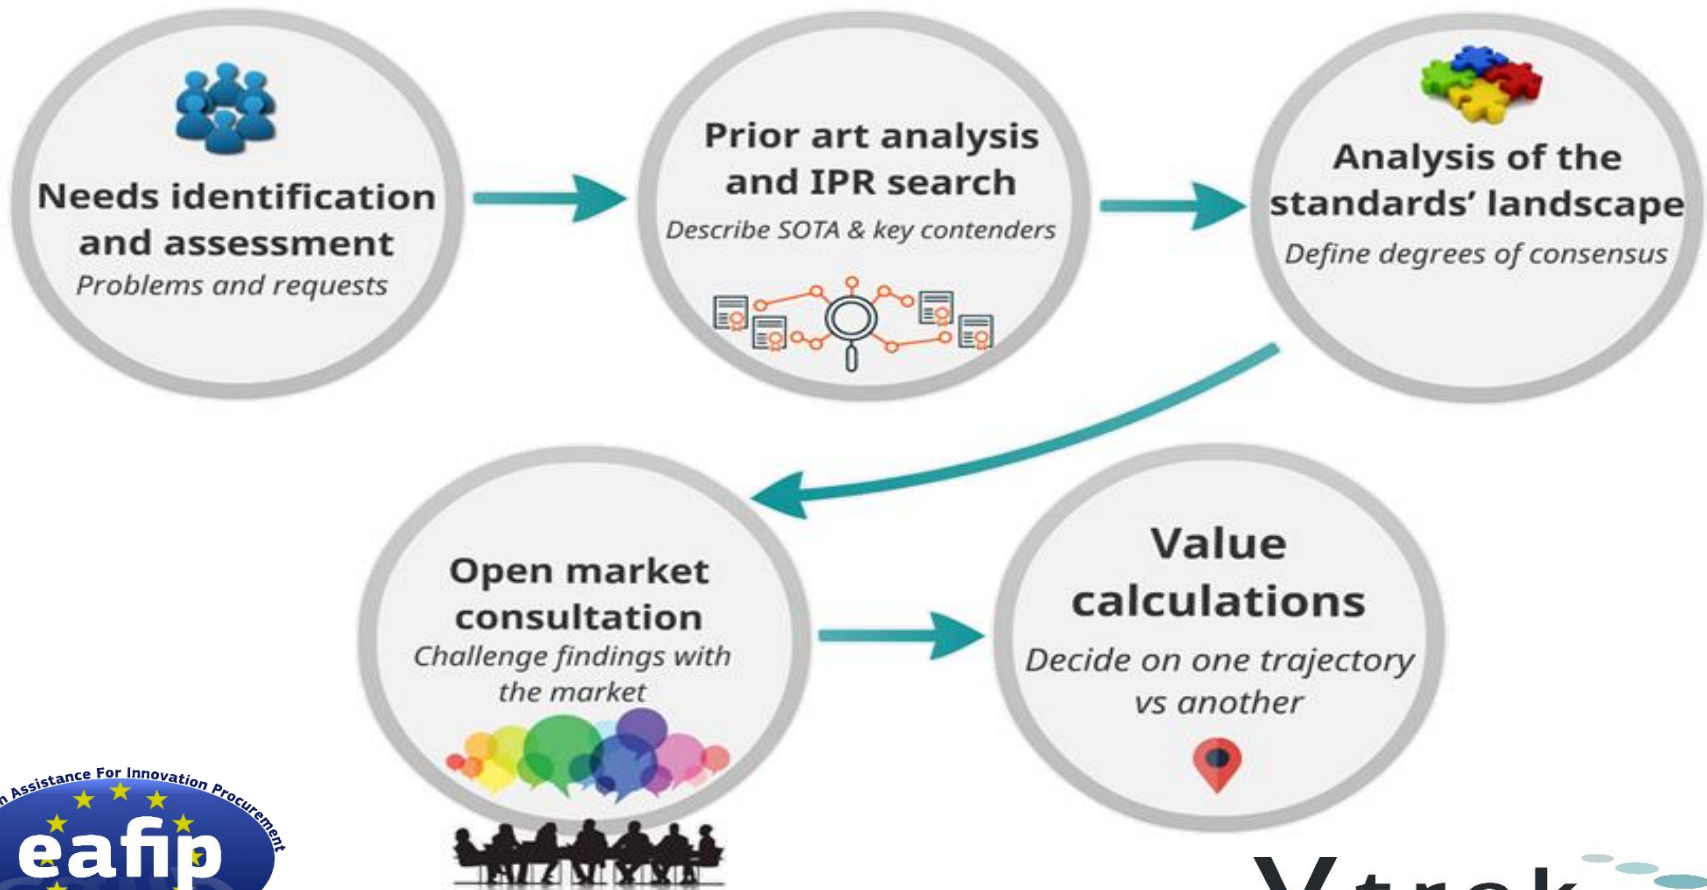 Needs identification
and assessment
Problems and requests
Prior art analysis
and IPR search
Describe SOTA & key contenders
Analysis of the
standards’ landscape
Define degrees of consensus
Open market
consultation
Challenge findings with
the market
Value
calculations
Decide on one trajectory
vs another
Assistance For Innovation Procurement
eafip